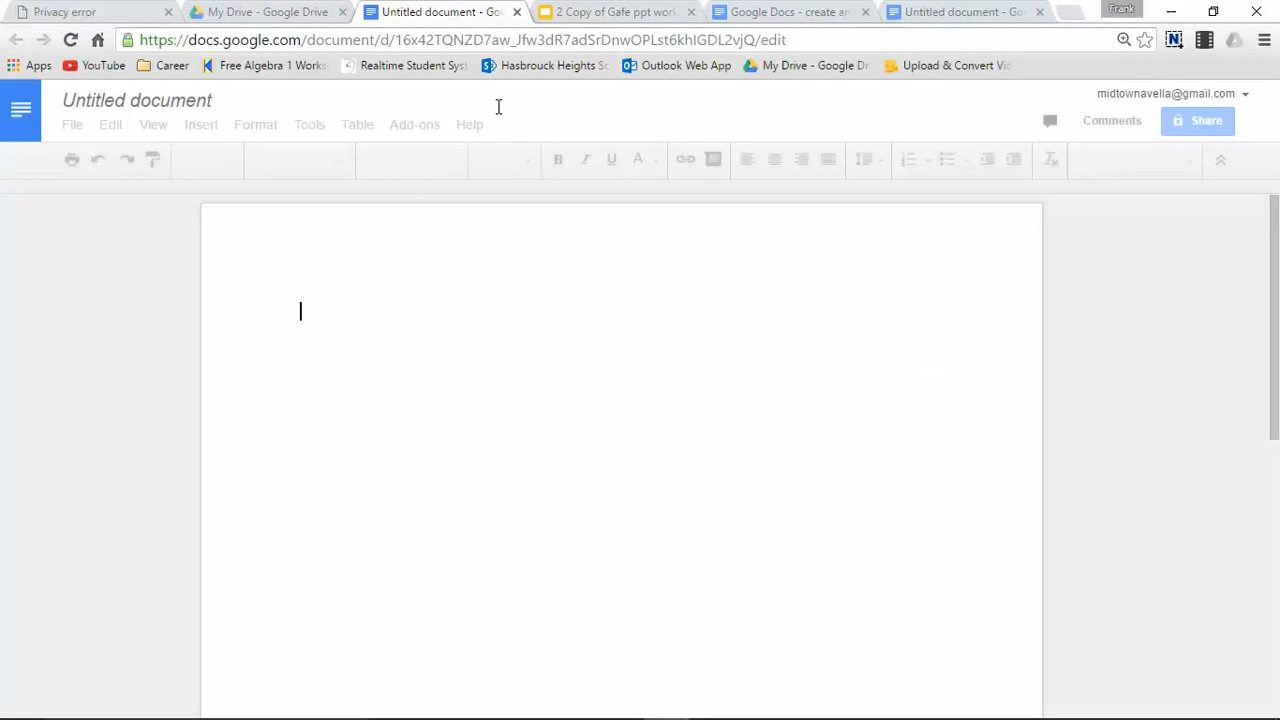 Privacy error
My Drive - Google Drive
Untitled document - Go
2 Copy of Gafe ppt work
Google Docs - create an
Untitled document - Go
Frank
https://docs.google.com/document/d/16x42TQNZD7aw_Jfw3dR7adSrDnwOPLst6khIGDL2vjQ/edit
Apps
YouTube
Career
Free Algebra 1 Works
Realtime Student Syst
Hasbrouck Heights Sc
Outlook Web App
My Drive - Google Dr
Upload & Convert Vid
Untitled document
midtownavella@gmail.com
File Edit View Insert Format Tools Table Add-ons Help
Comments
Share
B I U A